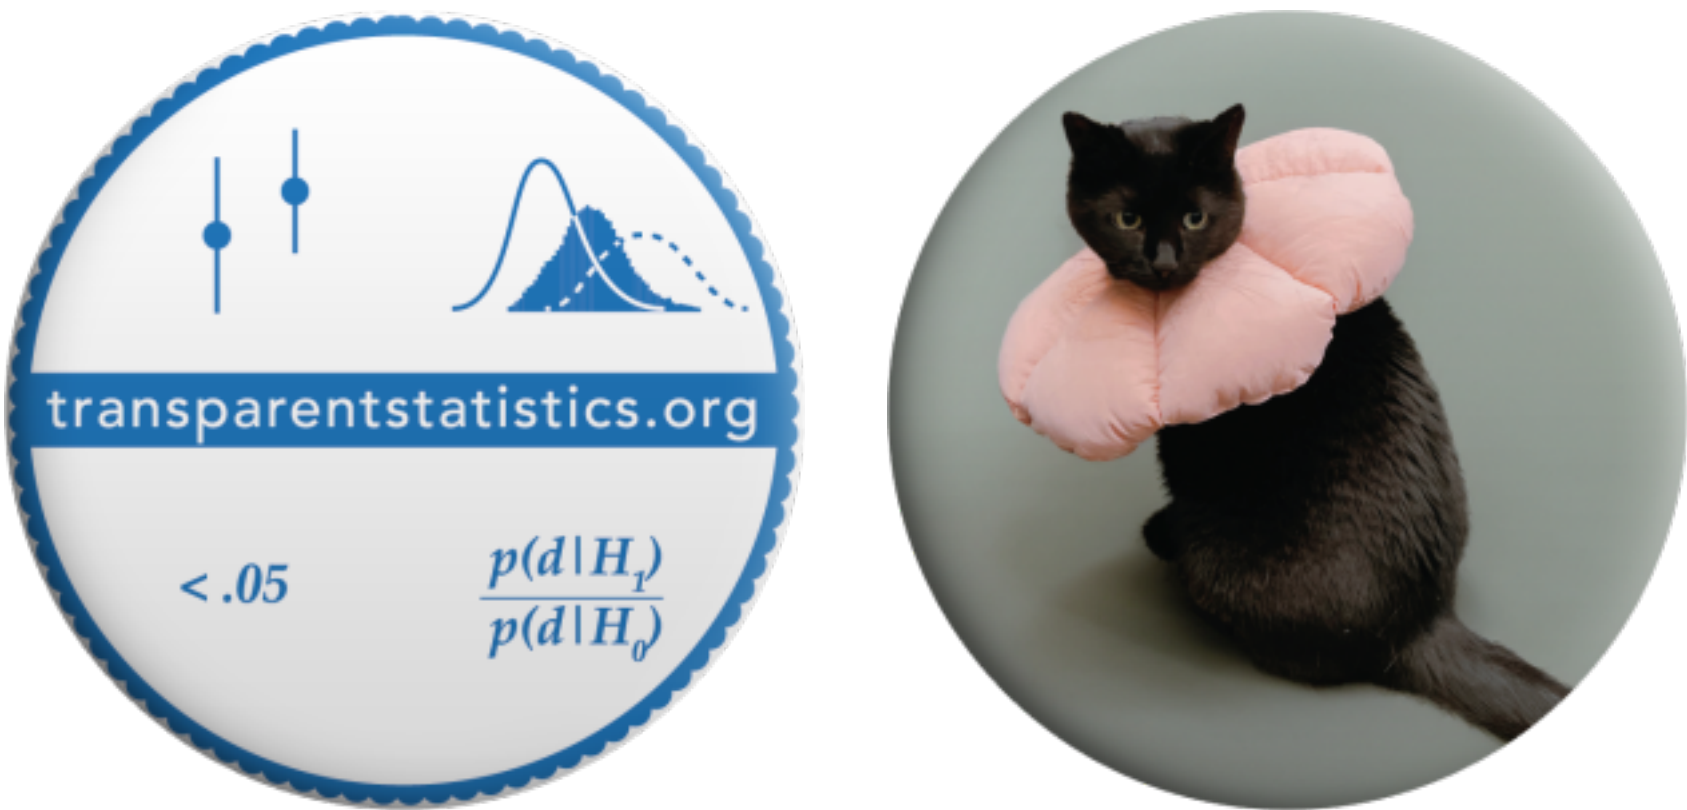 transparentstatistics.org
< .05
p(d|H₁)
p(d|H₀)